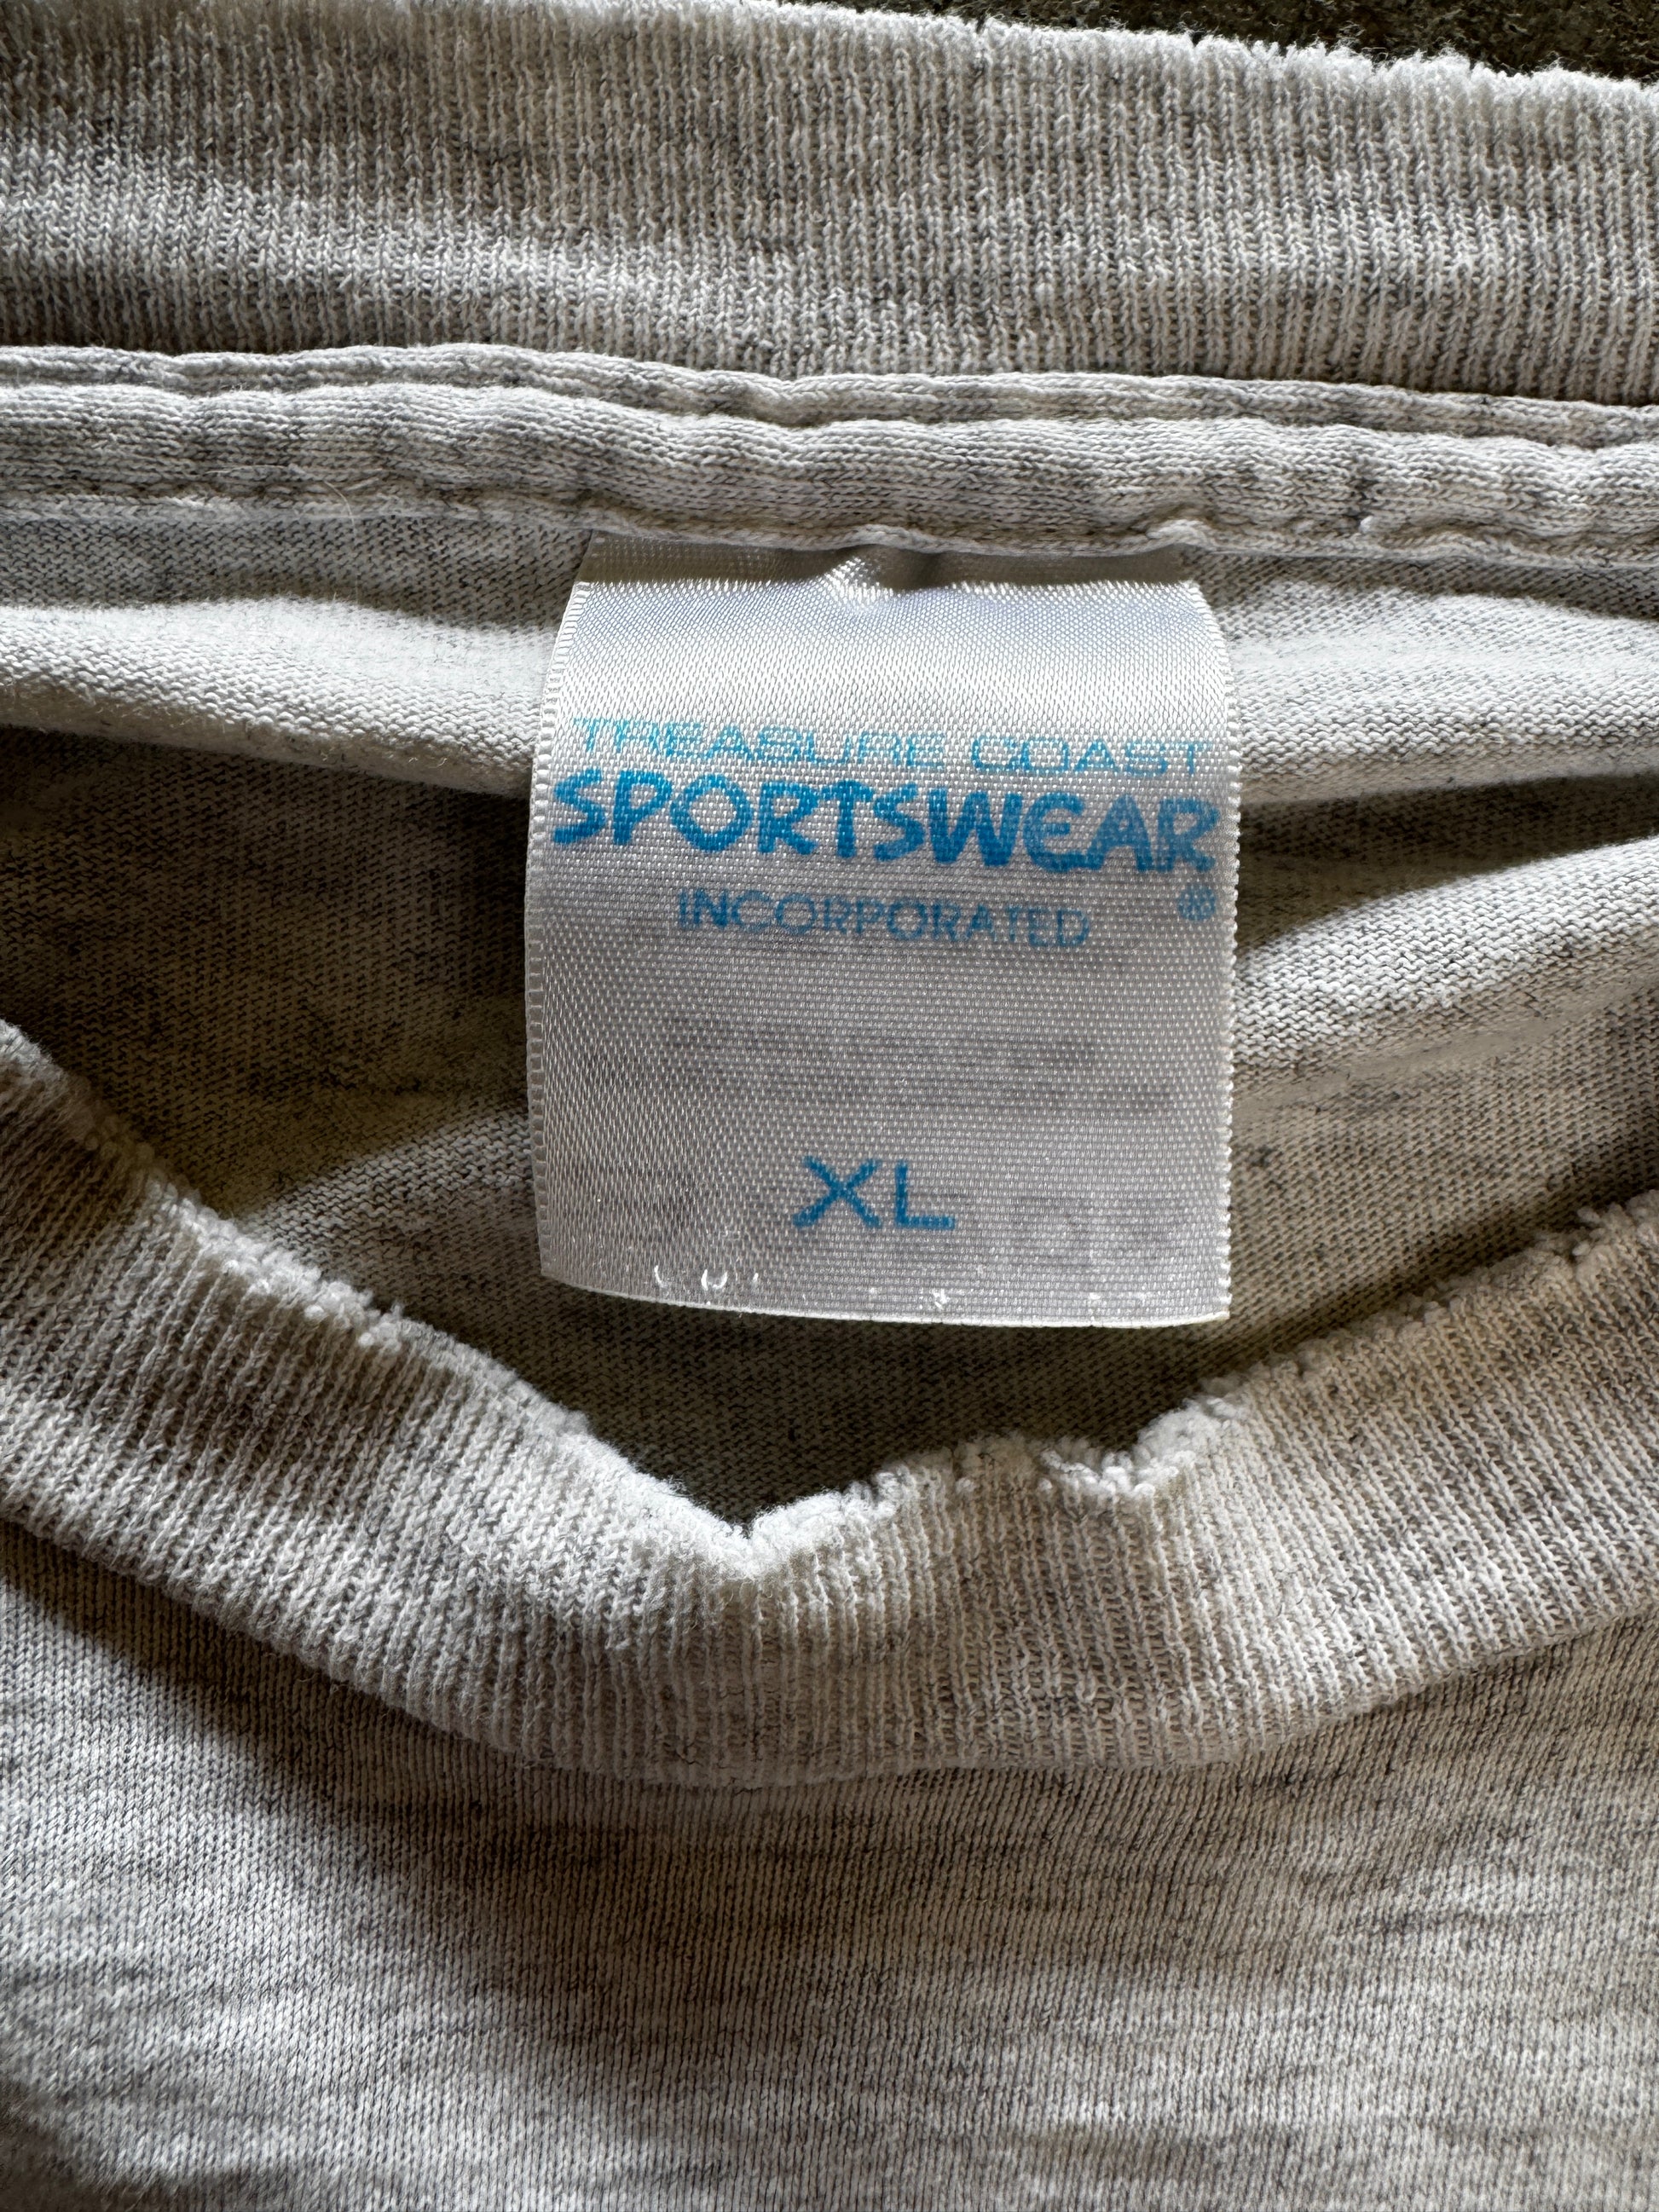 TREASURE COAST
SPORTSWEAR
INCORPORATED ®
XL